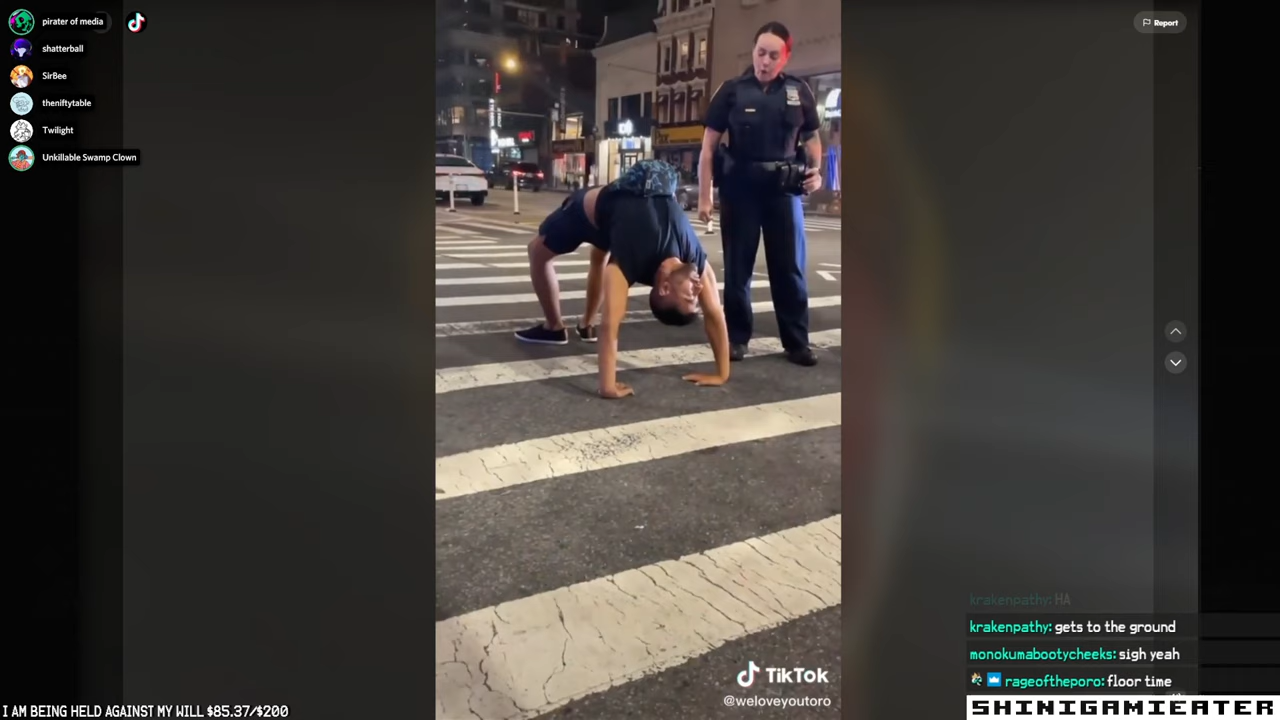 pirater of media
shatterball
SirBee
theniftytable
Twilight
Unkillable Swamp Clown
Report
krakenpathy: HA
krakenpathy: gets to the ground
monokumabootycheeks: sigh yeah
rageoftheporo: floor time
TikTok
@weloveyoutoro
I AM BEING HELD AGAINST MY WILL $85.37/$200
SHINIGAMIEATER